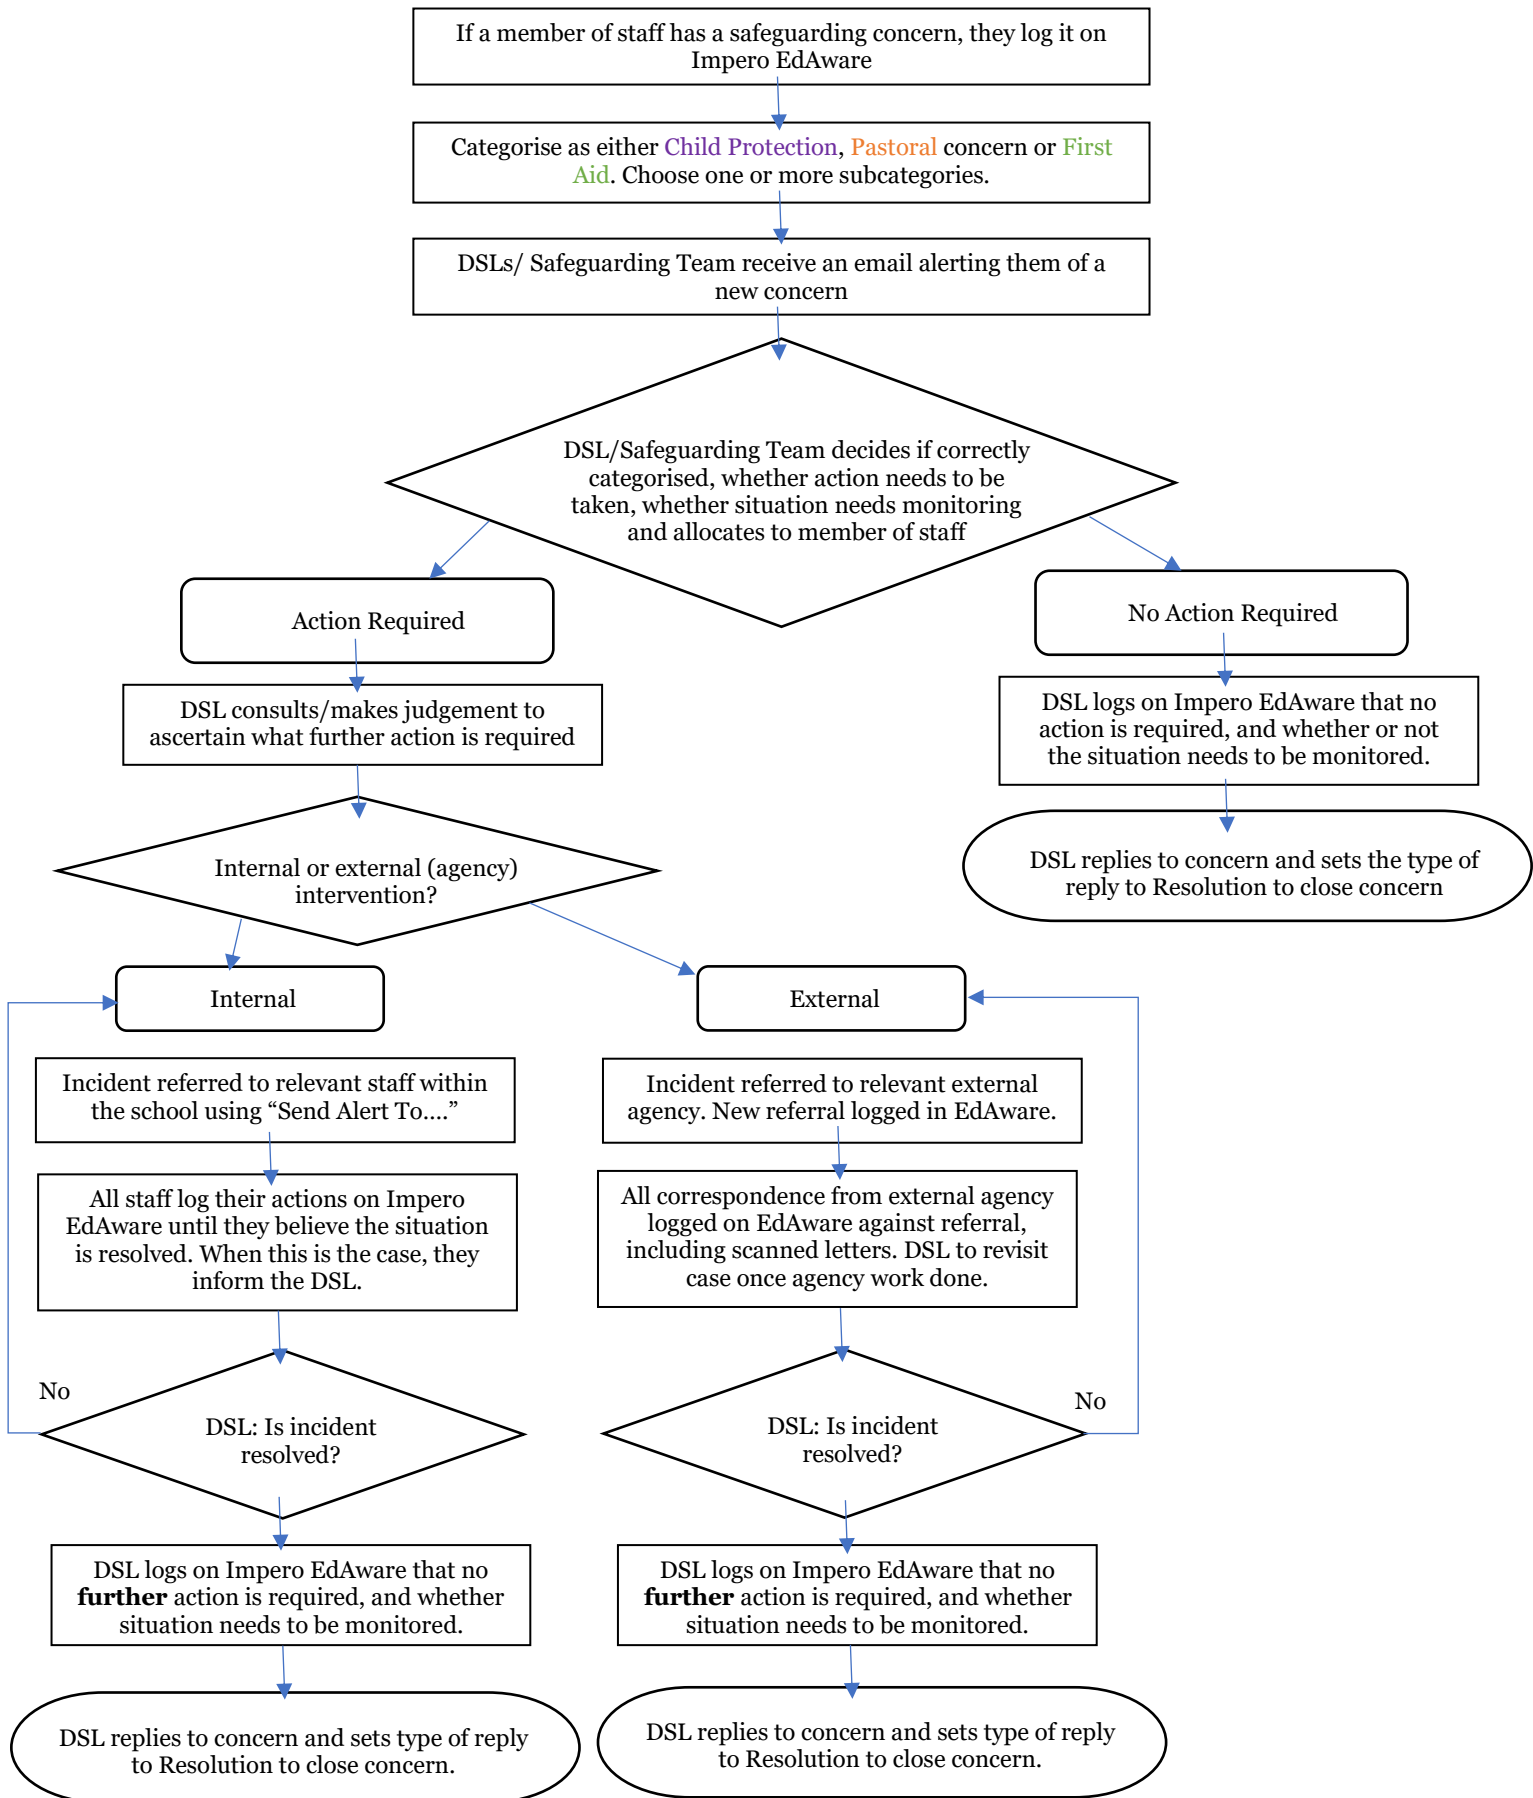 If a member of staff has a safeguarding concern, they log it on
Impero EdAware
Categorise as either Child Protection, Pastoral concern or First
Aid. Choose one or more subcategories.
DSLs/ Safeguarding Team receive an email alerting them of a
new concern
DSL/Safeguarding Team decides if correctly
categorised, whether action needs to be
taken, whether situation needs monitoring
and allocates to member of staff
Action Required
No Action Required
DSL consults/makes judgement to
ascertain what further action is required
DSL logs on Impero EdAware that no
action is required, and whether or not
the situation needs to be monitored.
Internal or external (agency)
intervention?
DSL replies to concern and sets the type of
reply to Resolution to close concern
Internal
External
Incident referred to relevant staff within
the school using “Send Alert To….”
All staff log their actions on Impero
EdAware until they believe the situation
is resolved. When this is the case, they
inform the DSL.
No
DSL: Is incident
resolved?
DSL logs on Impero EdAware that no
further action is required, and whether
situation needs to be monitored.
DSL replies to concern and sets type of reply
to Resolution to close concern.
Incident referred to relevant external
agency. New referral logged in EdAware.
All correspondence from external agency
logged on EdAware against referral,
including scanned letters. DSL to revisit
case once agency work done.
No
DSL: Is incident
resolved?
DSL logs on Impero EdAware that no
further action is required, and whether
situation needs to be monitored.
DSL replies to concern and sets type of reply
to Resolution to close concern.